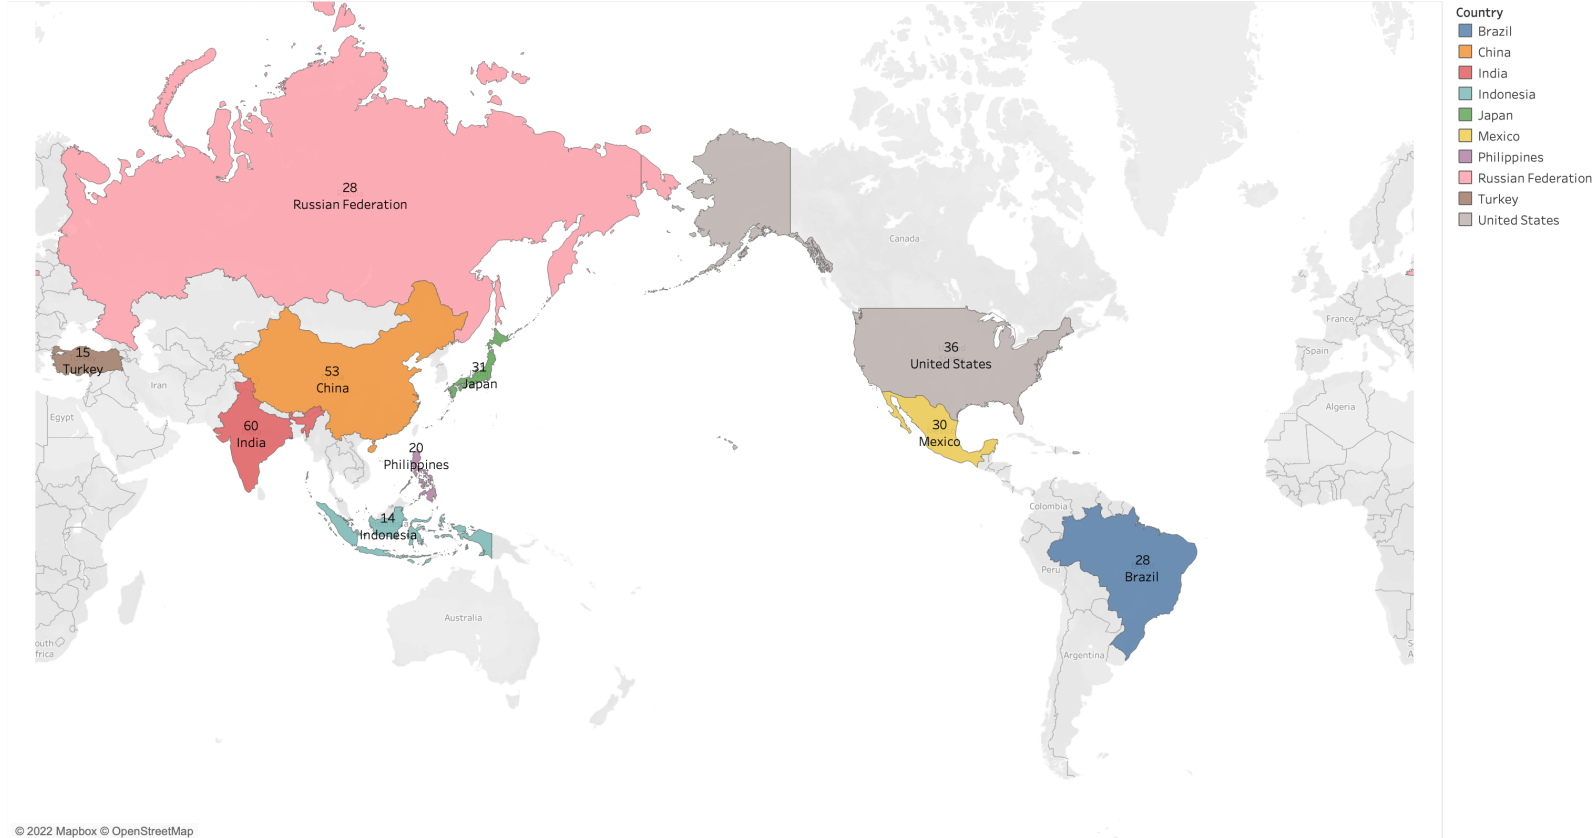 Country
Brazil
China
India
Indonesia
Japan
Mexico
Philippines
Russian Federation
Turkey
United States
28
Russian Federation
Canada
15
Turkey
53
China
31
Japan
36
United States
France
Spain
Iran
Egypt
60
India
20
Philippines
30
Mexico
Algeria
14
Indonesia
Colombia
28
Brazil
Peru
Australia
outh
frica
Argentina
S
A
© 2022 Mapbox © OpenStreetMap